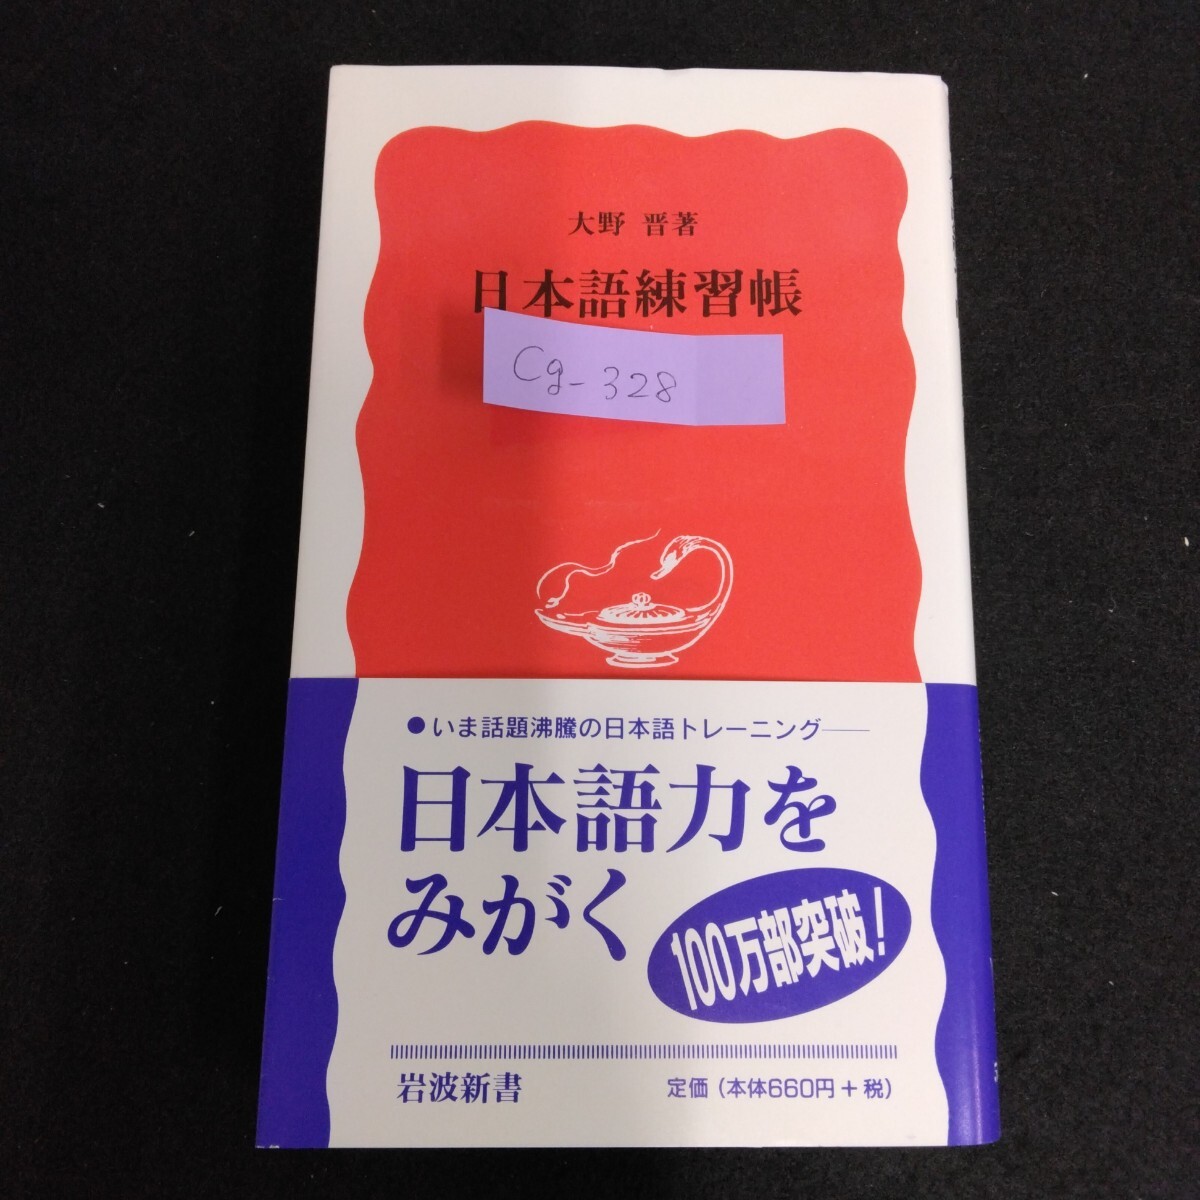 大野 晋著
日本語練習帳
Cg-328
●いま話題沸騰の日本語トレーニング──
日本語力を
みがく
100万部突破!
岩波新書
定価(本体660円+税)